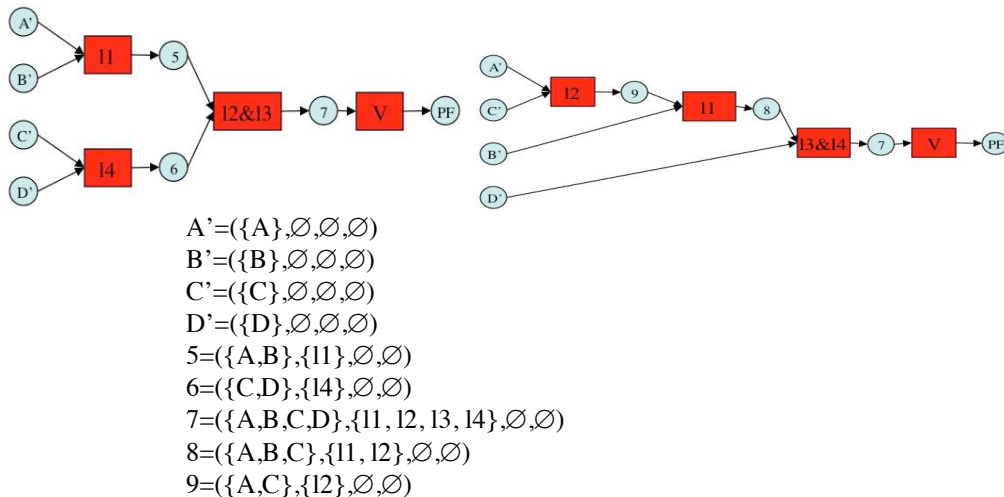 A'
B'
l1
5
C'
D'
l4
6
l2&l3
7
V
PF
A'
C'
l2
9
B'
l1
8
D'
l3&l4
7
V
PF
A'=({A},∅,∅,∅)
B'=({B},∅,∅,∅)
C'=({C},∅,∅,∅)
D'=({D},∅,∅,∅)
5=({A,B},{l1},∅,∅)
6=({C,D},{l4},∅,∅)
7=({A,B,C,D},{l1, l2, l3, l4},∅,∅)
8=({A,B,C},{l1, l2},∅,∅)
9=({A,C},{l2},∅,∅)